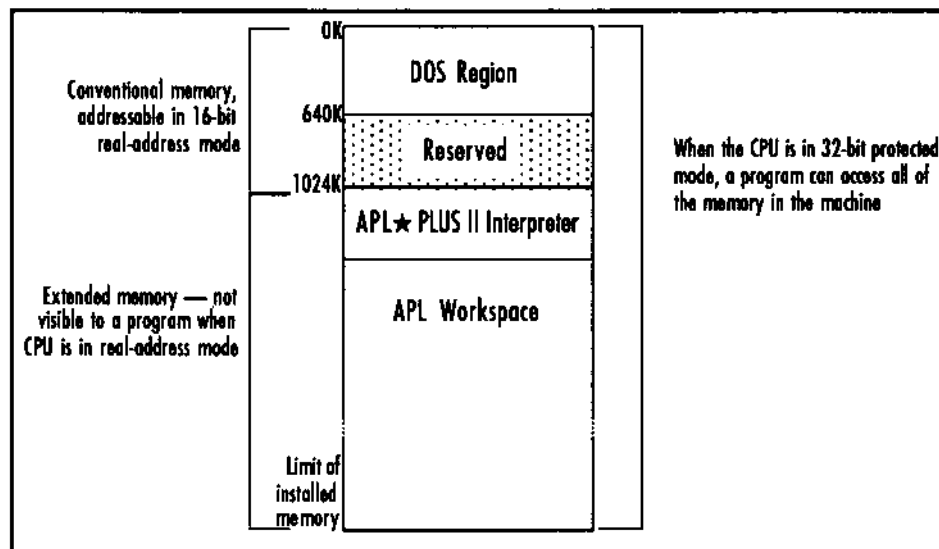 0K
DOS Region
Conventional memory,
addressable in 16-bit
real-address mode
640K
Reserved
1024K
When the CPU is in 32-bit protected
mode, a program can access all of
the memory in the machine
APL★ PLUS II Interpreter
Extended memory — not
visible to a program when
CPU is in real-address mode
APL Workspace
Limit of
installed
memory